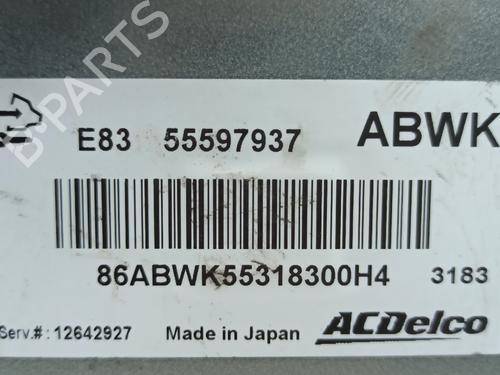 E83 55597937 ABWK
86ABWK55318300H4 3183
Serv.#: 12642927 Made in Japan ACDelco
B-PARTS